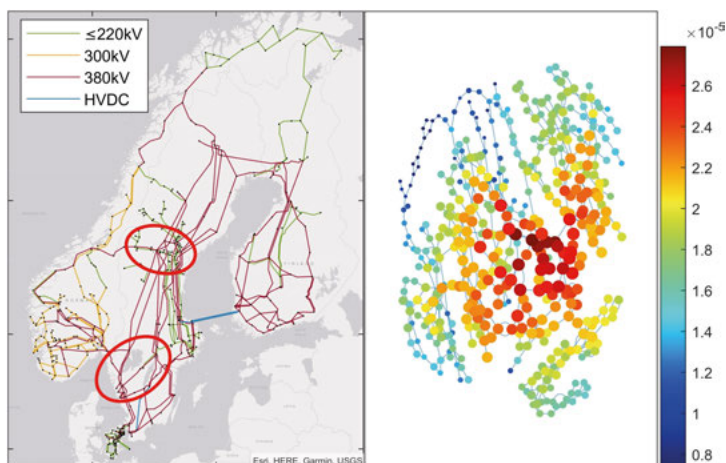 ≤220kV
300kV
380kV
HVDC
Esri, HERE, Garmin, USGS
×10⁻⁵
2.6
2.4
2.2
2
1.8
1.6
1.4
1.2
1
0.8